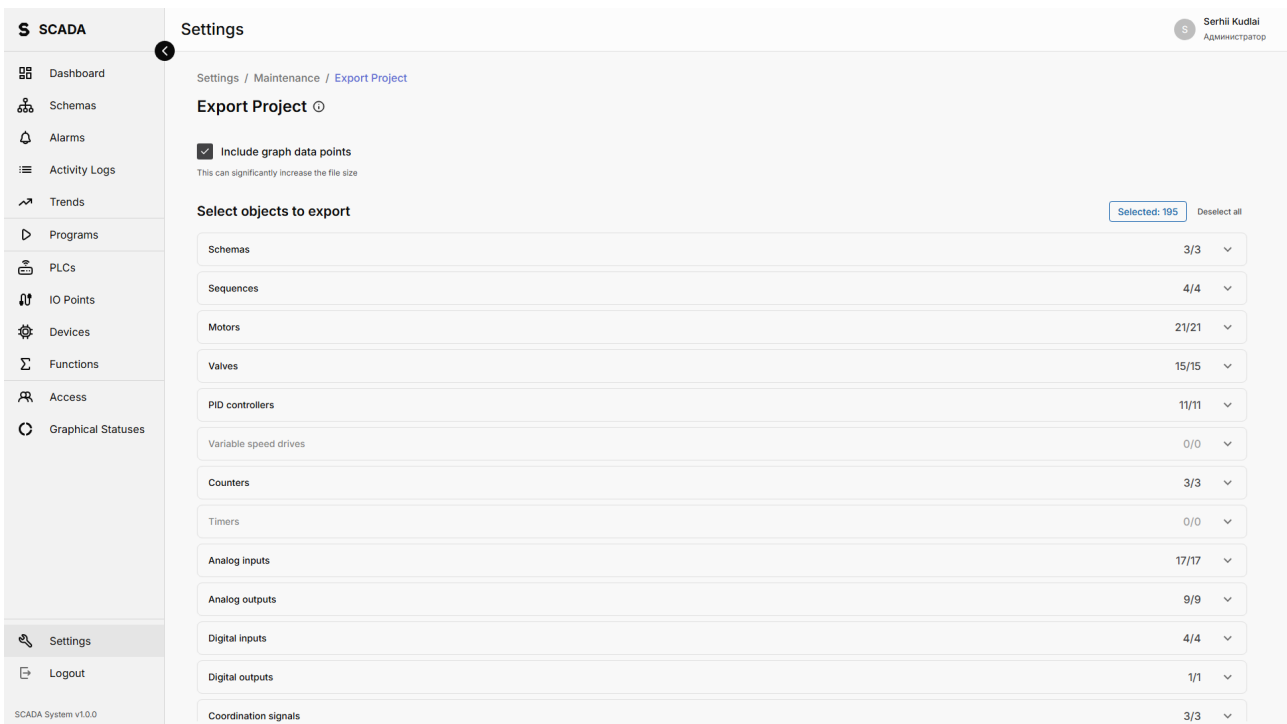 S SCADA
Settings
S
Serhii Kudlai
Администратор
Dashboard
Schemas
Alarms
Activity Logs
Trends
Programs
PLCs
IO Points
Devices
Functions
Access
Graphical Statuses
Settings
Logout
SCADA System v1.0.0
Settings / Maintenance / Export Project
Export Project
Include graph data points
This can significantly increase the file size
Select objects to export
Selected: 195 Deselect all
Schemas 3/3
Sequences 4/4
Motors 21/21
Valves 15/15
PID controllers 11/11
Variable speed drives 0/0
Counters 3/3
Timers 0/0
Analog inputs 17/17
Analog outputs 9/9
Digital inputs 4/4
Digital outputs 1/1
Coordination signals 3/3